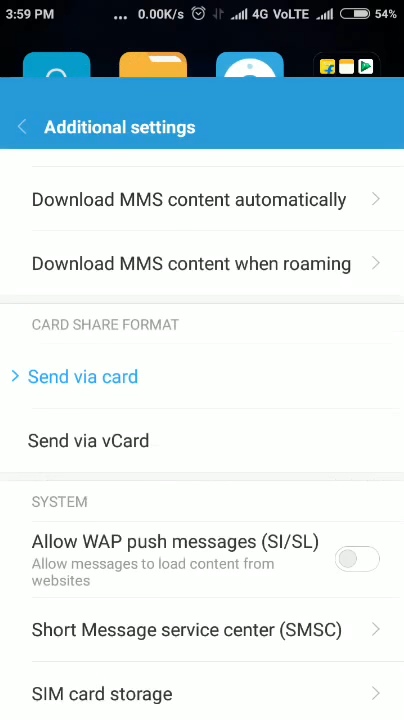 3:59 PM ... 0.00K/s 4G VoLTE 54%
Additional settings
Download MMS content automatically
Download MMS content when roaming
CARD SHARE FORMAT
Send via card
Send via vCard
SYSTEM
Allow WAP push messages (SI/SL)
Allow messages to load content from
websites
Short Message service center (SMSC)
SIM card storage